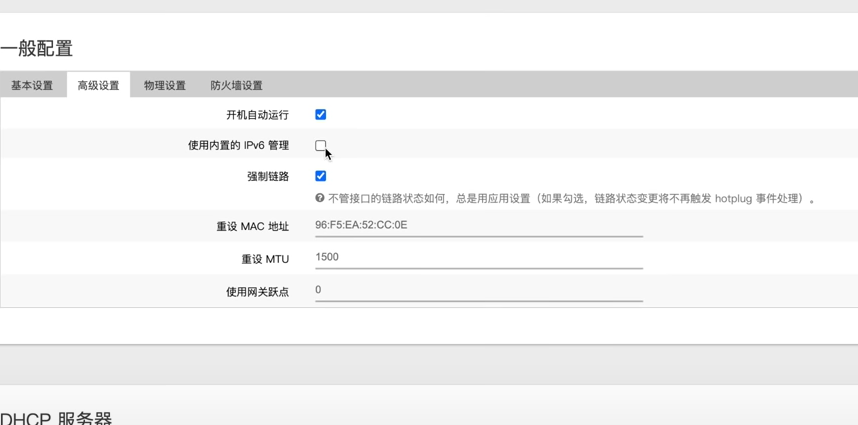 一般配置
基本设置 高级设置 物理设置 防火墙设置
开机自动运行
使用内置的 IPv6 管理
强制链路
不管接口的链路状态如何，总是用应用设置（如果勾选，链路状态变更将不再触发 hotplug 事件处理）。
重设 MAC 地址 96:F5:EA:52:CC:0E
重设 MTU 1500
使用网关跃点 0
DHCP 服务器